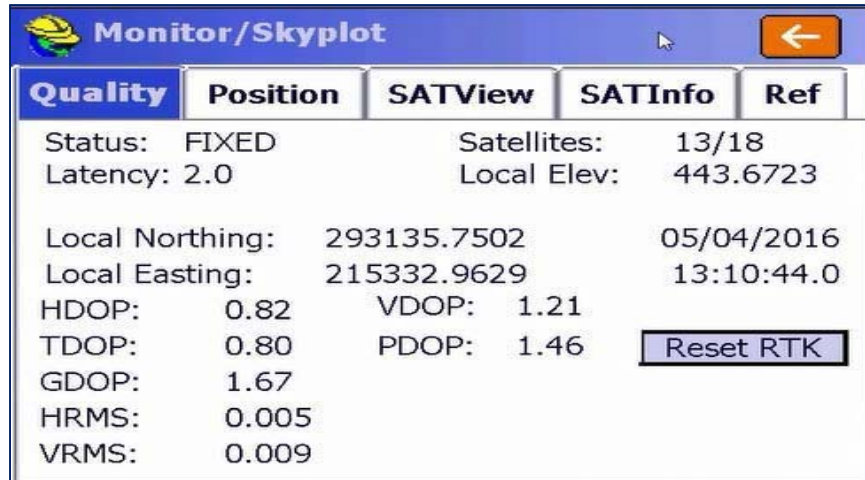 Monitor/Skyplot
Quality Position SATView SATInfo Ref
Status: FIXED Satellites: 13/18
Latency: 2.0 Local Elev: 443.6723
Local Northing: 293135.7502 05/04/2016
Local Easting: 215332.9629 13:10:44.0
HDOP: 0.82 VDOP: 1.21
TDOP: 0.80 PDOP: 1.46 Reset RTK
GDOP: 1.67
HRMS: 0.005
VRMS: 0.009